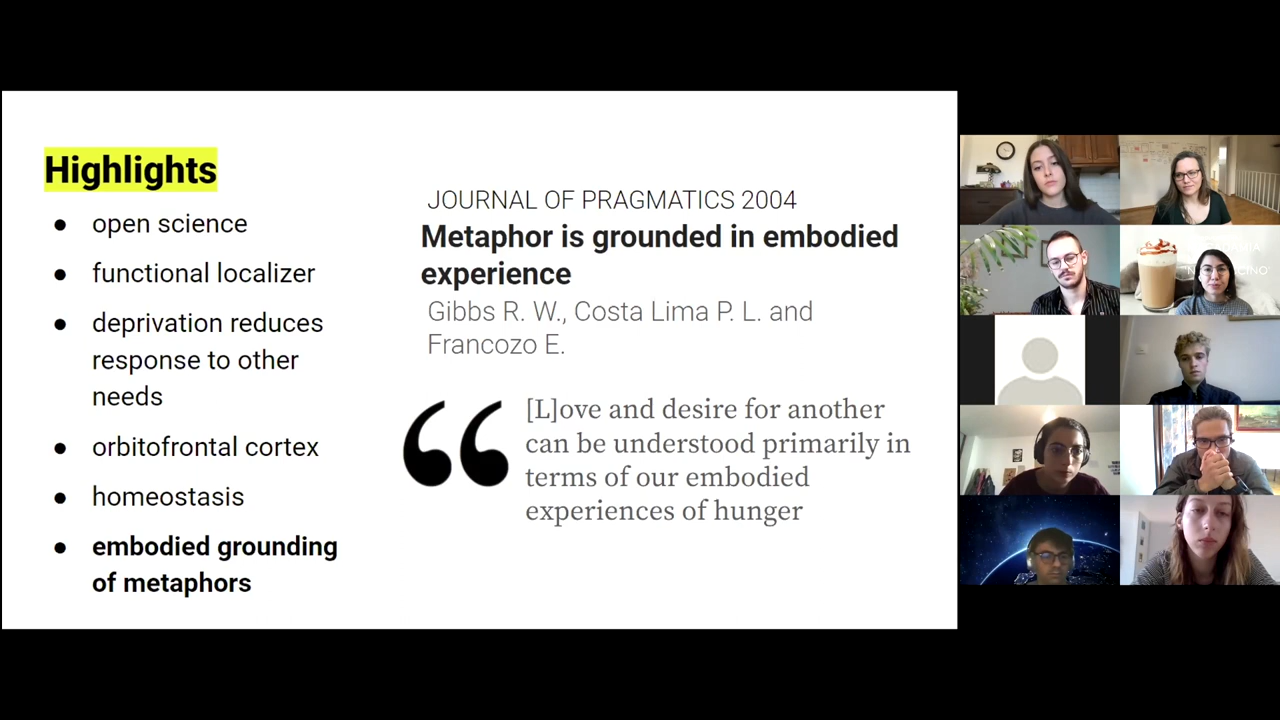 Highlights
open science
functional localizer
deprivation reduces
response to other
needs
orbitofrontal cortex
homeostasis
embodied grounding
of metaphors
JOURNAL OF PRAGMATICS 2004
Metaphor is grounded in embodied
experience
Gibbs R. W., Costa Lima P. L. and
Francozo E.
[L]ove and desire for another
can be understood primarily in
terms of our embodied
experiences of hunger